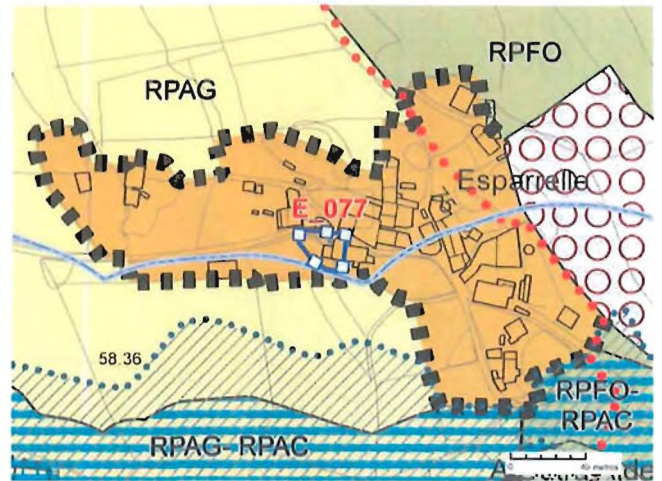 RPFO
RPAG
Esparrelle
E_077
58.36
RPFO-
RPAC
RPAG- RPAC